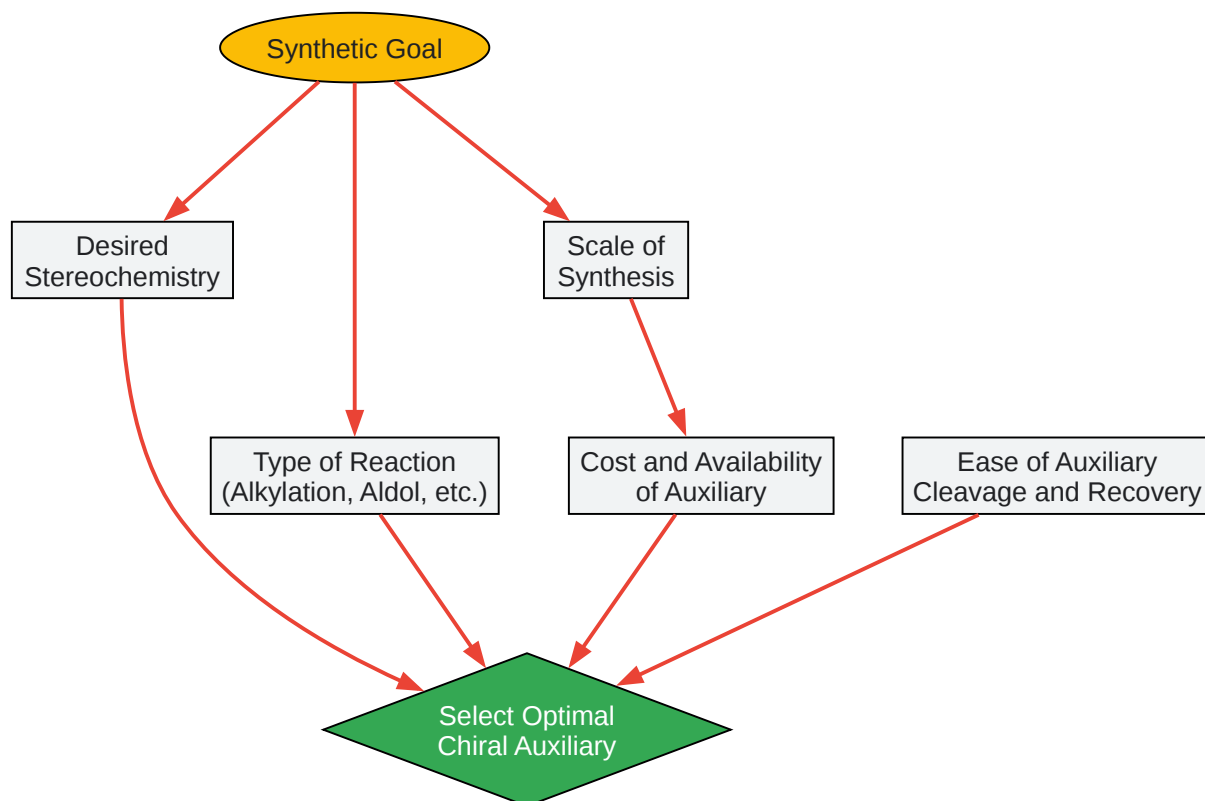 Synthetic Goal
Desired
Stereochemistry
Scale of
Synthesis
Type of Reaction
(Alkylation, Aldol, etc.)
Cost and Availability
of Auxiliary
Ease of Auxiliary
Cleavage and Recovery
Select Optimal
Chiral Auxiliary